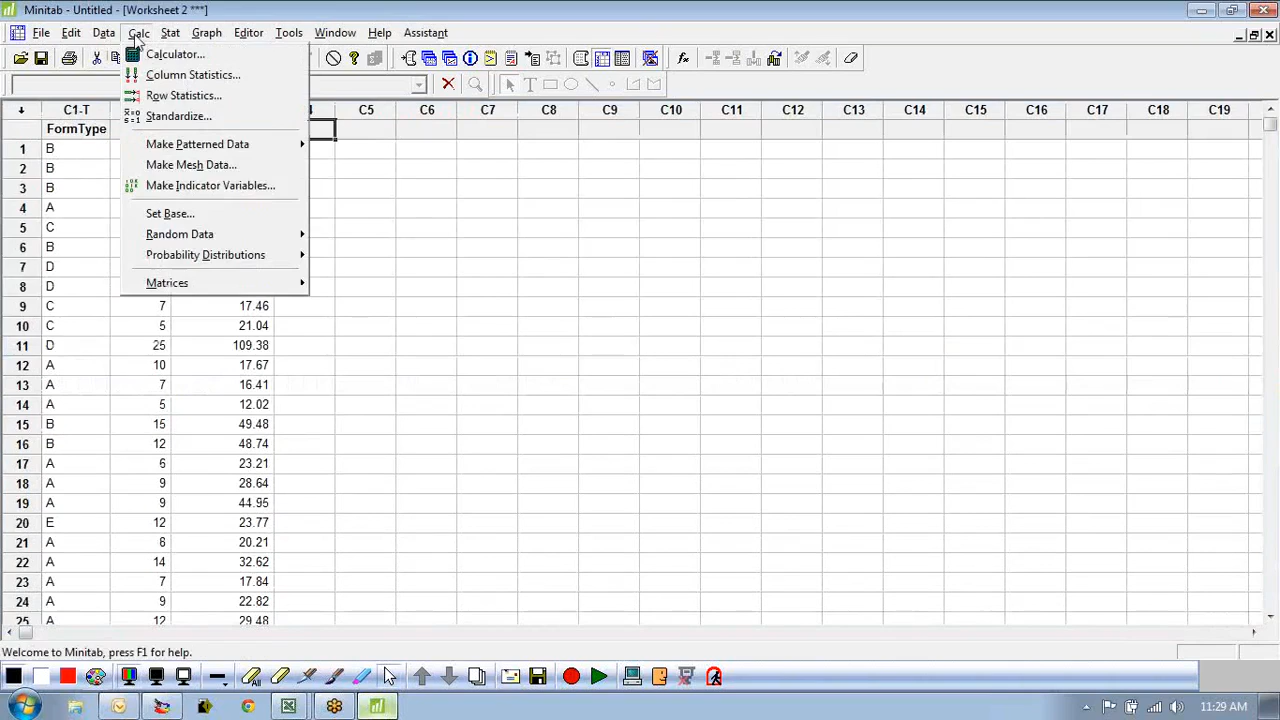 Minitab - Untitled - [Worksheet 2 ***]
File Edit Data Calc Stat Graph Editor Tools Window Help Assistant
Calculator...
Column Statistics...
Row Statistics...
Standardize...
Make Patterned Data
Make Mesh Data...
Make Indicator Variables...
Set Base...
Random Data
Probability Distributions
Matrices
C1-T 4 C5 C6 C7 C8 C9 C10 C11 C12 C13 C14 C15 C16 C17 C18 C19
FormType
1 B
2 B
3 B
4 A
5 C
6 B
7 D
8 D
9 C 7 17.46
10 C 5 21.04
11 D 25 109.38
12 A 10 17.67
13 A 7 16.41
14 A 5 12.02
15 B 15 49.48
16 B 12 48.74
17 A 6 23.21
18 A 9 28.64
19 A 9 44.95
20 E 12 23.77
21 A 6 20.21
22 A 14 32.62
23 A 7 17.84
24 A 9 22.82
25 A 12 29.48
Welcome to Minitab, press F1 for help.
All
11:29 AM